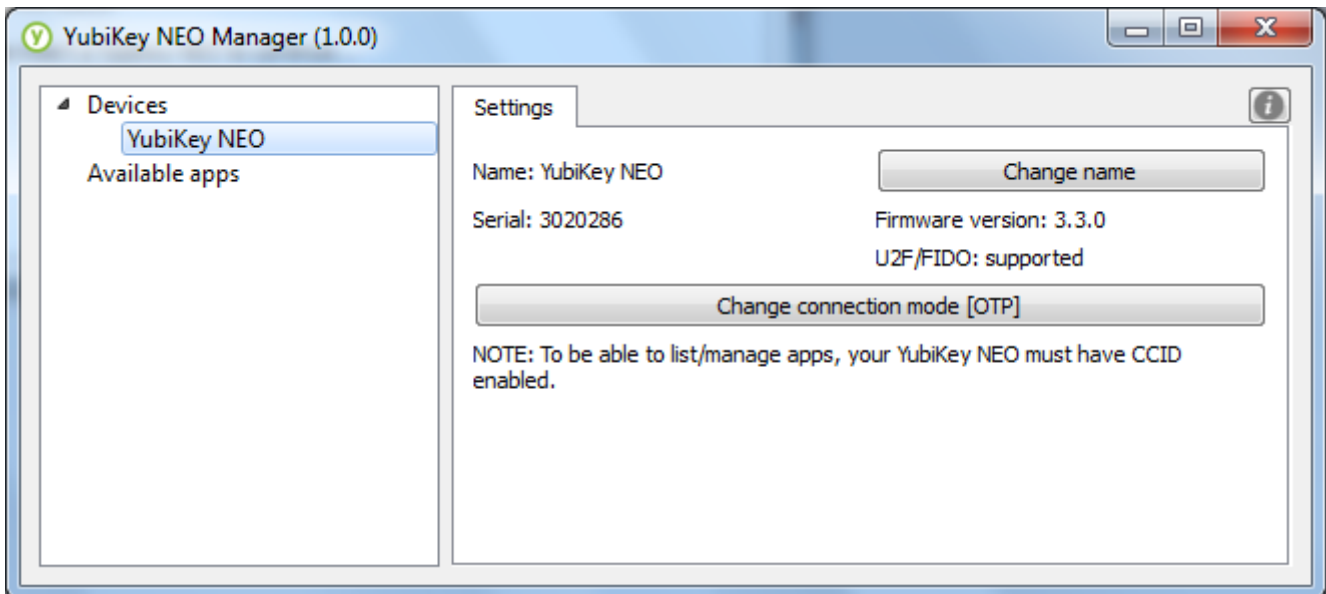 YubiKey NEO Manager (1.0.0)
Devices
YubiKey NEO
Available apps
Settings
Name: YubiKey NEO
Change name
Serial: 3020286
Firmware version: 3.3.0
U2F/FIDO: supported
Change connection mode [OTP]
NOTE: To be able to list/manage apps, your YubiKey NEO must have CCID
enabled.